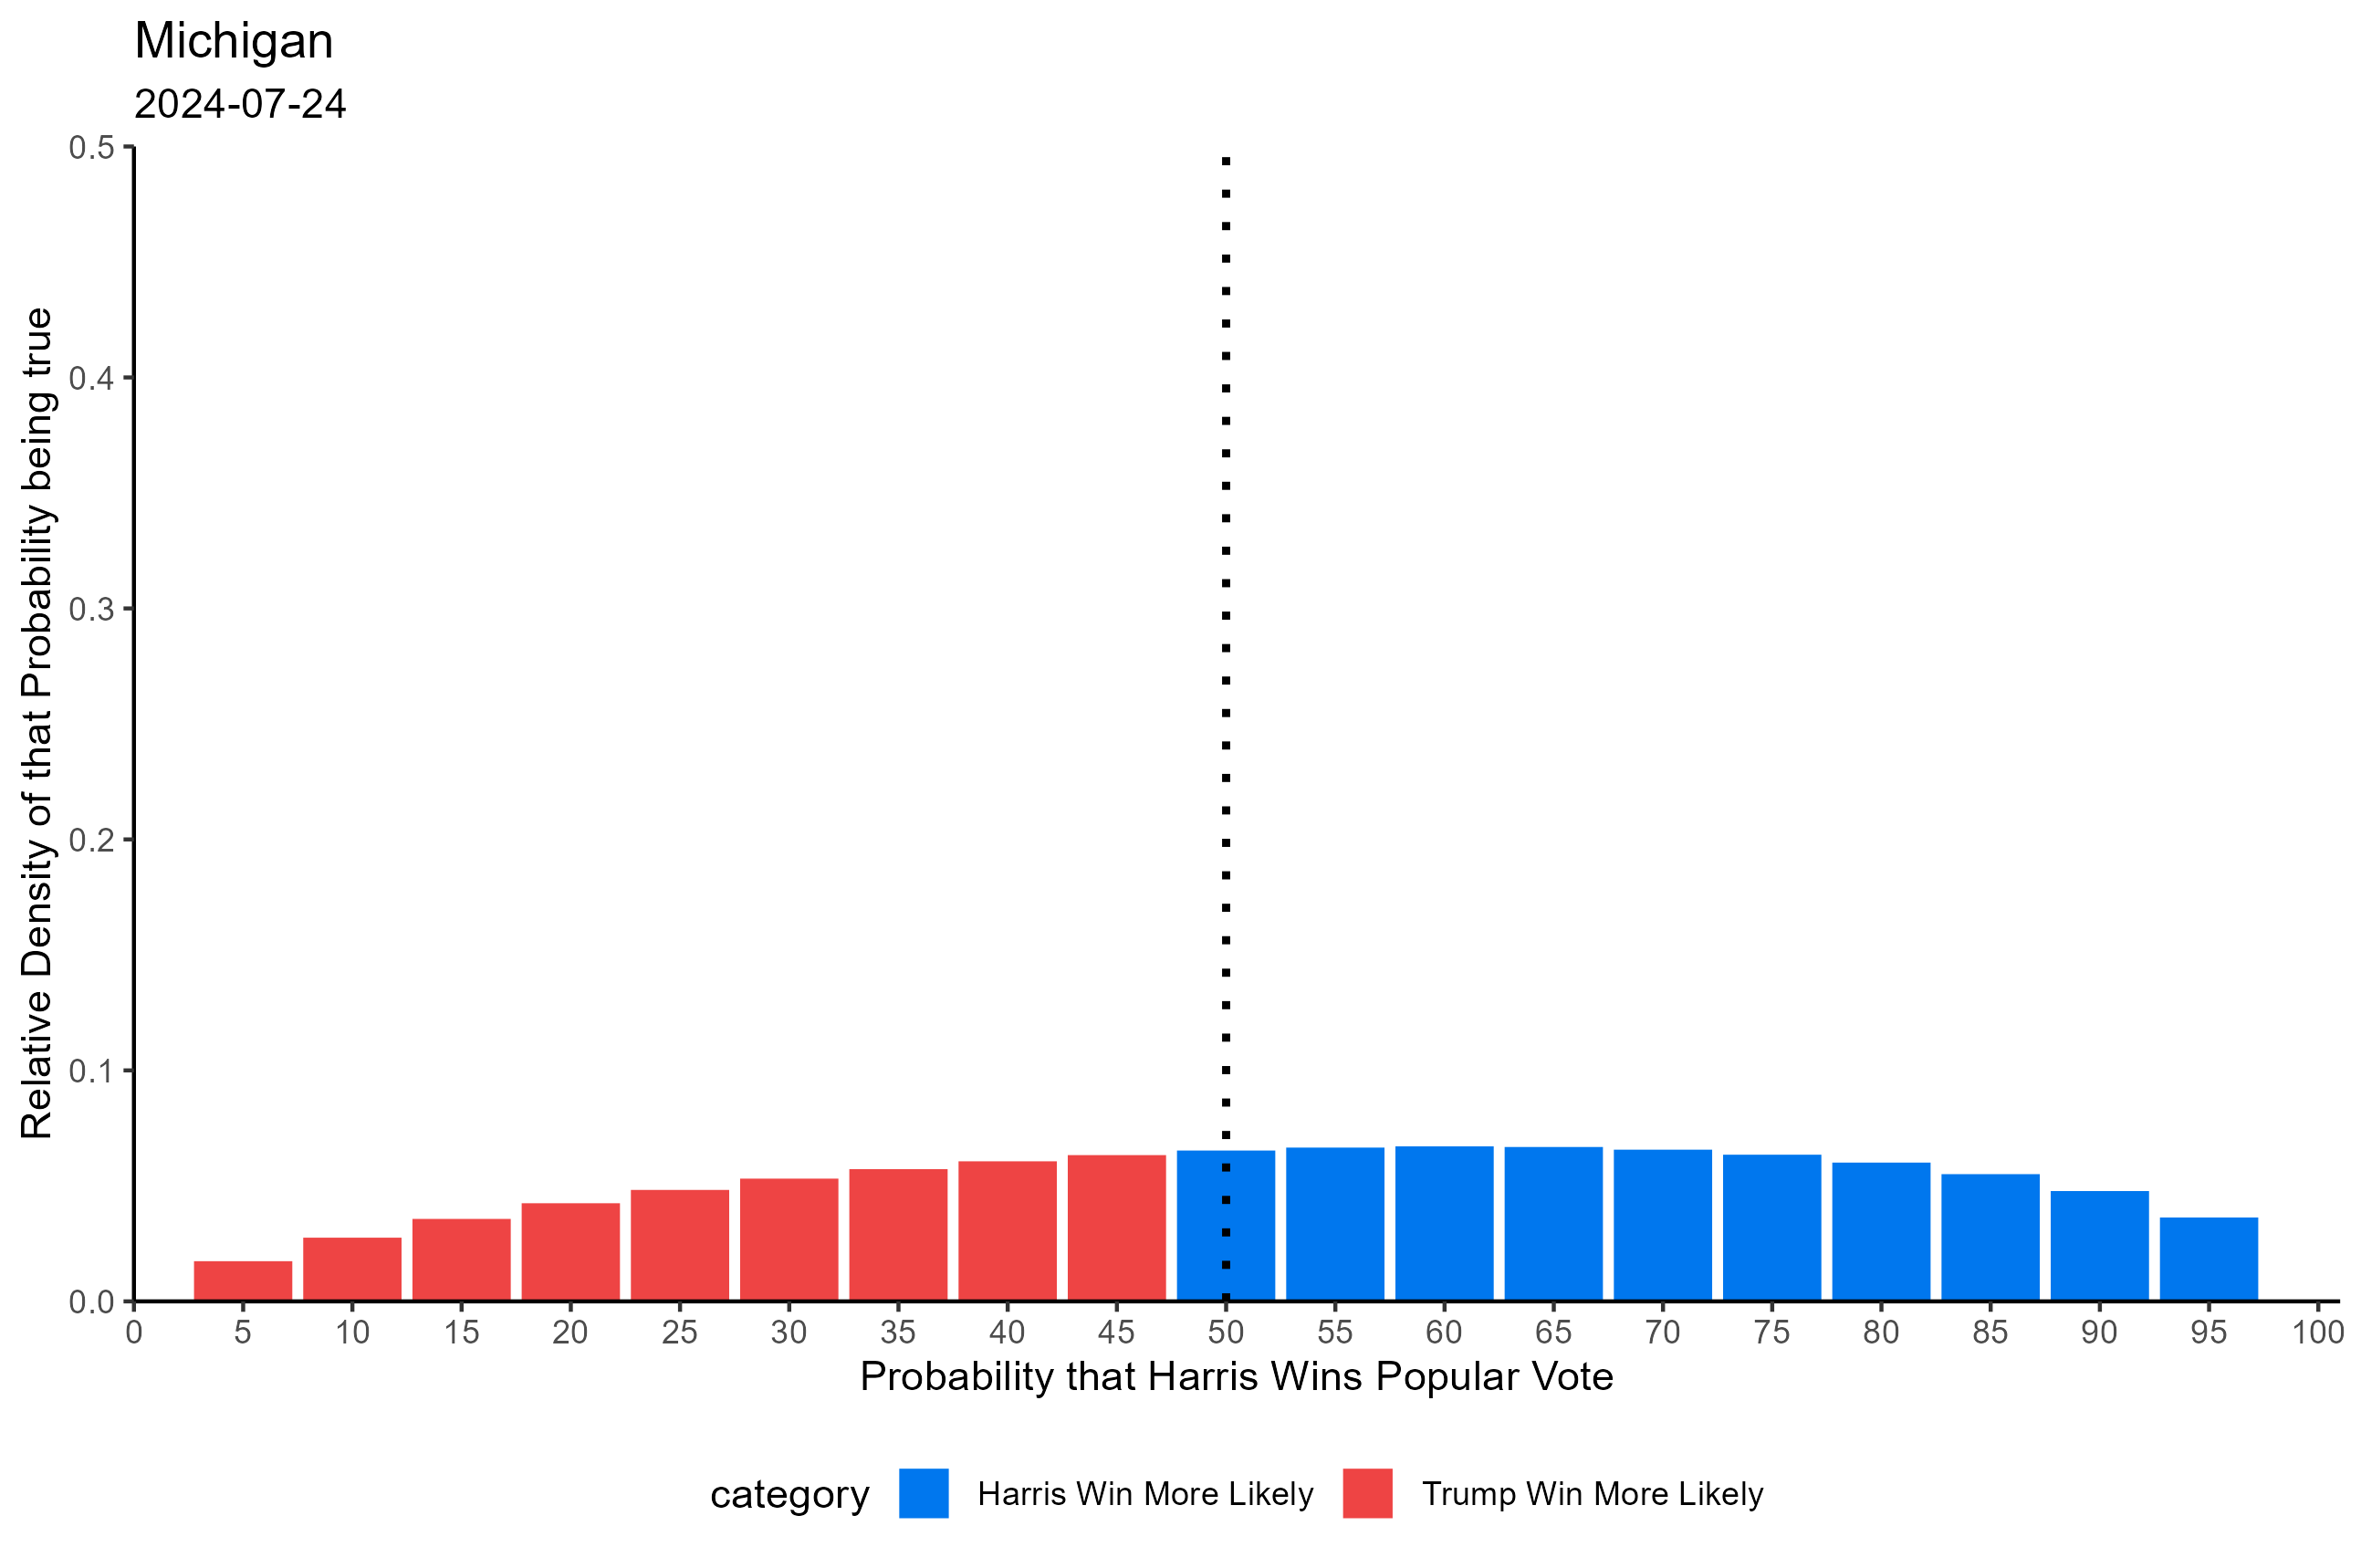 Michigan
2024-07-24
Relative Density of that Probability being true
0.5
0.4
0.3
0.2
0.1
0.0
0 5 10 15 20 25 30 35 40 45 50 55 60 65 70 75 80 85 90 95 100
Probability that Harris Wins Popular Vote
category Harris Win More Likely Trump Win More Likely